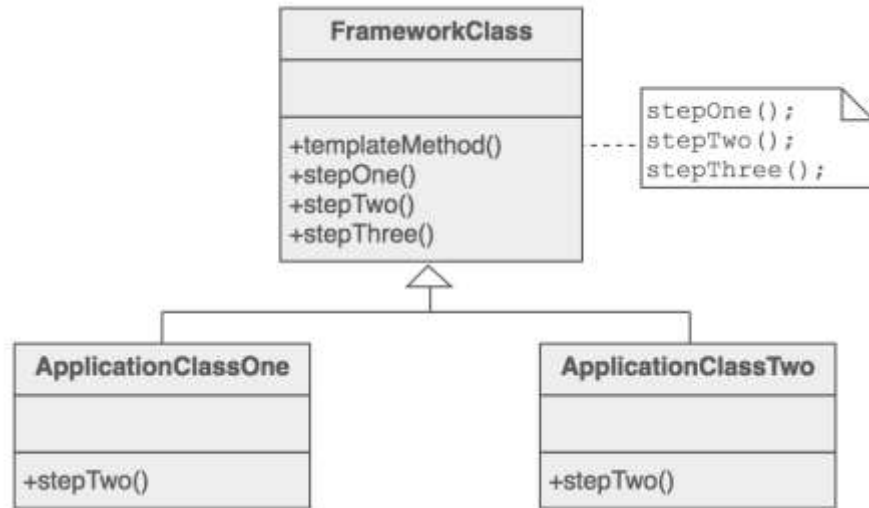 FrameworkClass
+templateMethod()
+stepOne()
+stepTwo()
+stepThree()
stepOne();
stepTwo();
stepThree();
ApplicationClassOne
+stepTwo()
ApplicationClassTwo
+stepTwo()